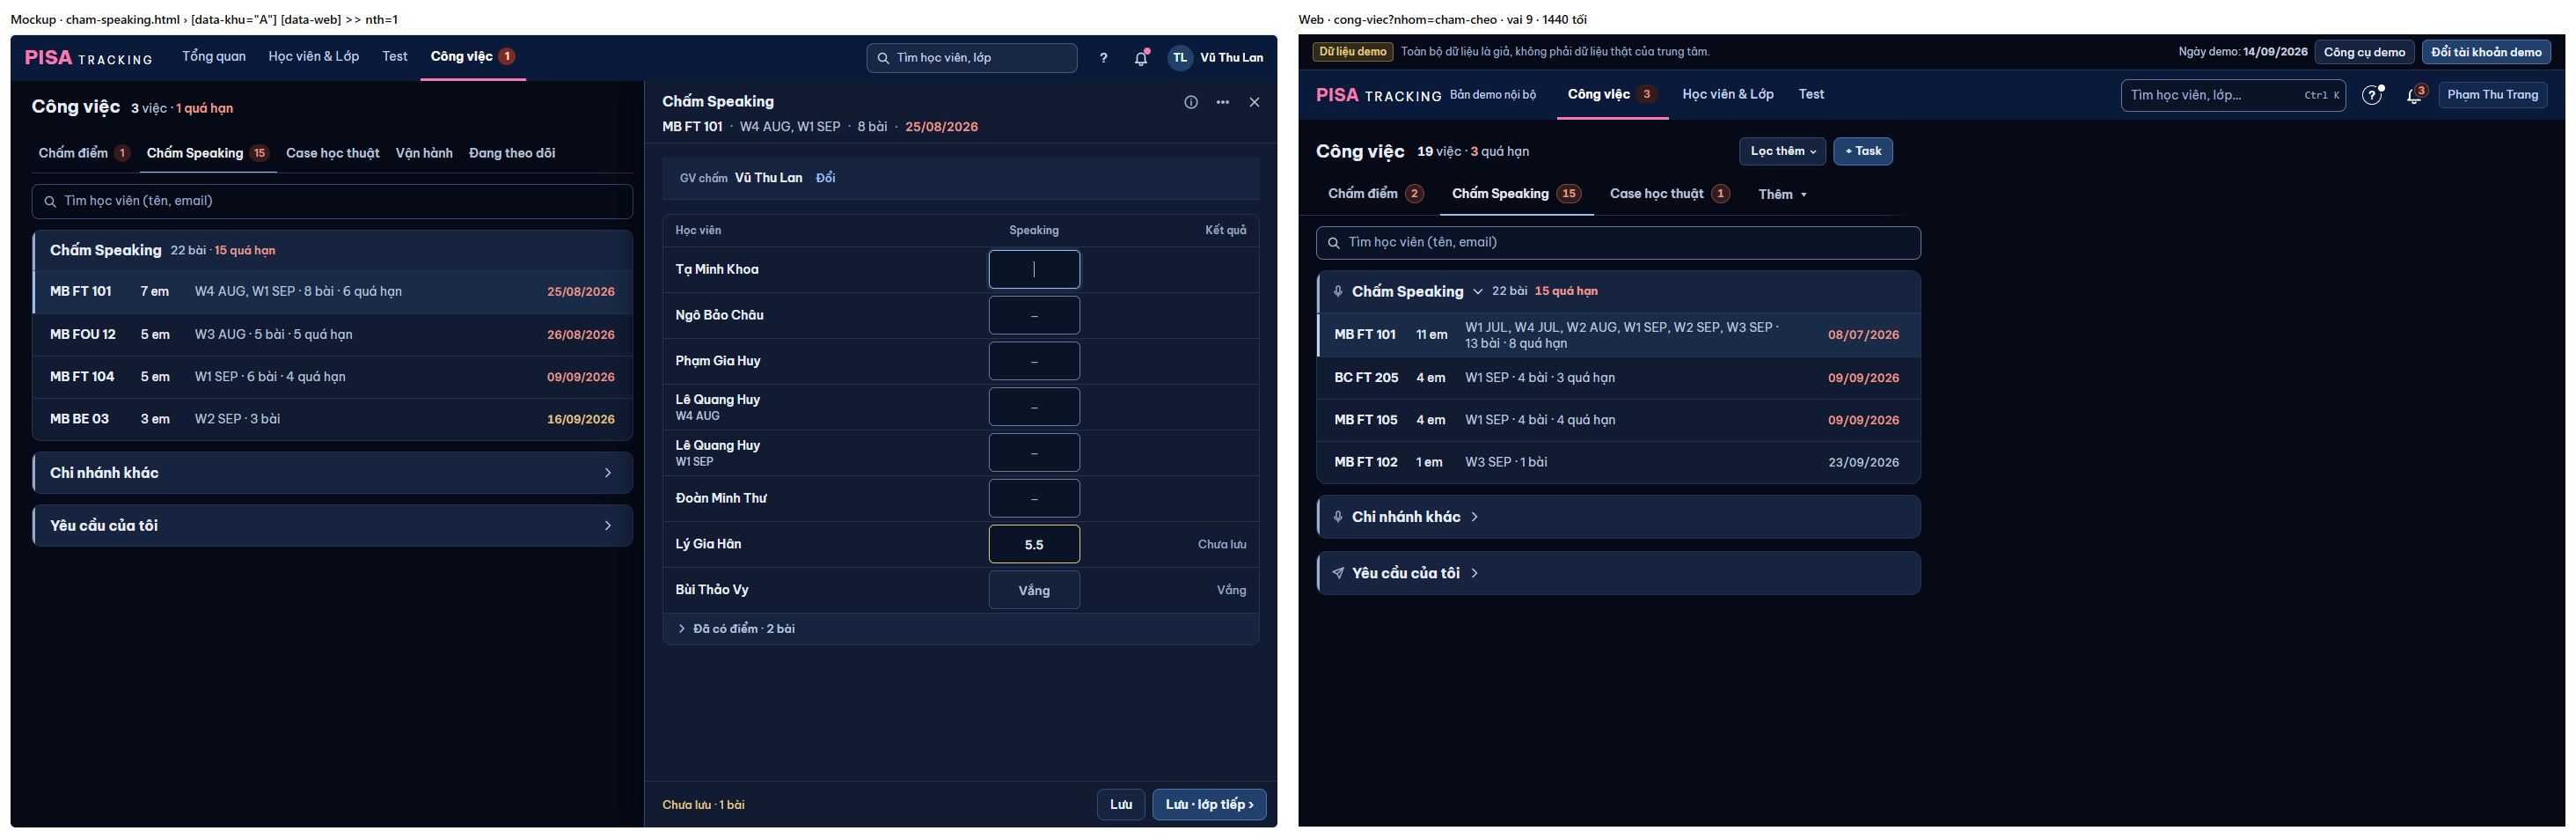 Mockup · cham-speaking.html › [data-khu="A"] [data-web] >> nth=1
PISA TRACKING Tổng quan Học viên & Lớp Test Công việc 1 Tìm học viên, lớp ? TL Vũ Thu Lan
Công việc 3 việc · 1 quá hạn
Chấm điểm 1 Chấm Speaking 15 Case học thuật Vận hành Đang theo dõi
Tìm học viên (tên, email)
Chấm Speaking 22 bài · 15 quá hạn
MB FT 101 7 em W4 AUG, W1 SEP · 8 bài · 6 quá hạn 25/08/2026
MB FOU 12 5 em W3 AUG · 5 bài · 5 quá hạn 26/08/2026
MB FT 104 5 em W1 SEP · 6 bài · 4 quá hạn 09/09/2026
MB BE 03 3 em W2 SEP · 3 bài 16/09/2026
Chi nhánh khác
Yêu cầu của tôi
Chấm Speaking
MB FT 101 · W4 AUG, W1 SEP · 8 bài · 25/08/2026
GV chấm Vũ Thu Lan Đổi
Học viên Speaking Kết quả
Tạ Minh Khoa
Ngô Bảo Châu –
Phạm Gia Huy –
Lê Quang Huy –
W4 AUG
Lê Quang Huy –
W1 SEP
Đoàn Minh Thư –
Lý Gia Hân 5.5 Chưa lưu
Bùi Thảo Vy Vắng Vắng
Đã có điểm · 2 bài
Chưa lưu · 1 bài Lưu Lưu · lớp tiếp ›
Web · cong-viec?nhom=cham-cheo · vai 9 · 1440 tối
Dữ liệu demo Toàn bộ dữ liệu là giả, không phải dữ liệu thật của trung tâm. Ngày demo: 14/09/2026 Công cụ demo Đổi tài khoản demo
PISA TRACKING Bản demo nội bộ Công việc 3 Học viên & Lớp Test Tìm học viên, lớp... Ctrl K ? 3 Phạm Thu Trang
Công việc 19 việc · 3 quá hạn Lọc thêm + Task
Chấm điểm 2 Chấm Speaking 15 Case học thuật 1 Thêm
Tìm học viên (tên, email)
Chấm Speaking 22 bài 15 quá hạn
MB FT 101 11 em W1 JUL, W4 JUL, W2 AUG, W1 SEP, W2 SEP, W3 SEP · 08/07/2026
13 bài · 8 quá hạn
BC FT 205 4 em W1 SEP · 4 bài · 3 quá hạn 09/09/2026
MB FT 105 4 em W1 SEP · 4 bài · 4 quá hạn 09/09/2026
MB FT 102 1 em W3 SEP · 1 bài 23/09/2026
Chi nhánh khác
Yêu cầu của tôi